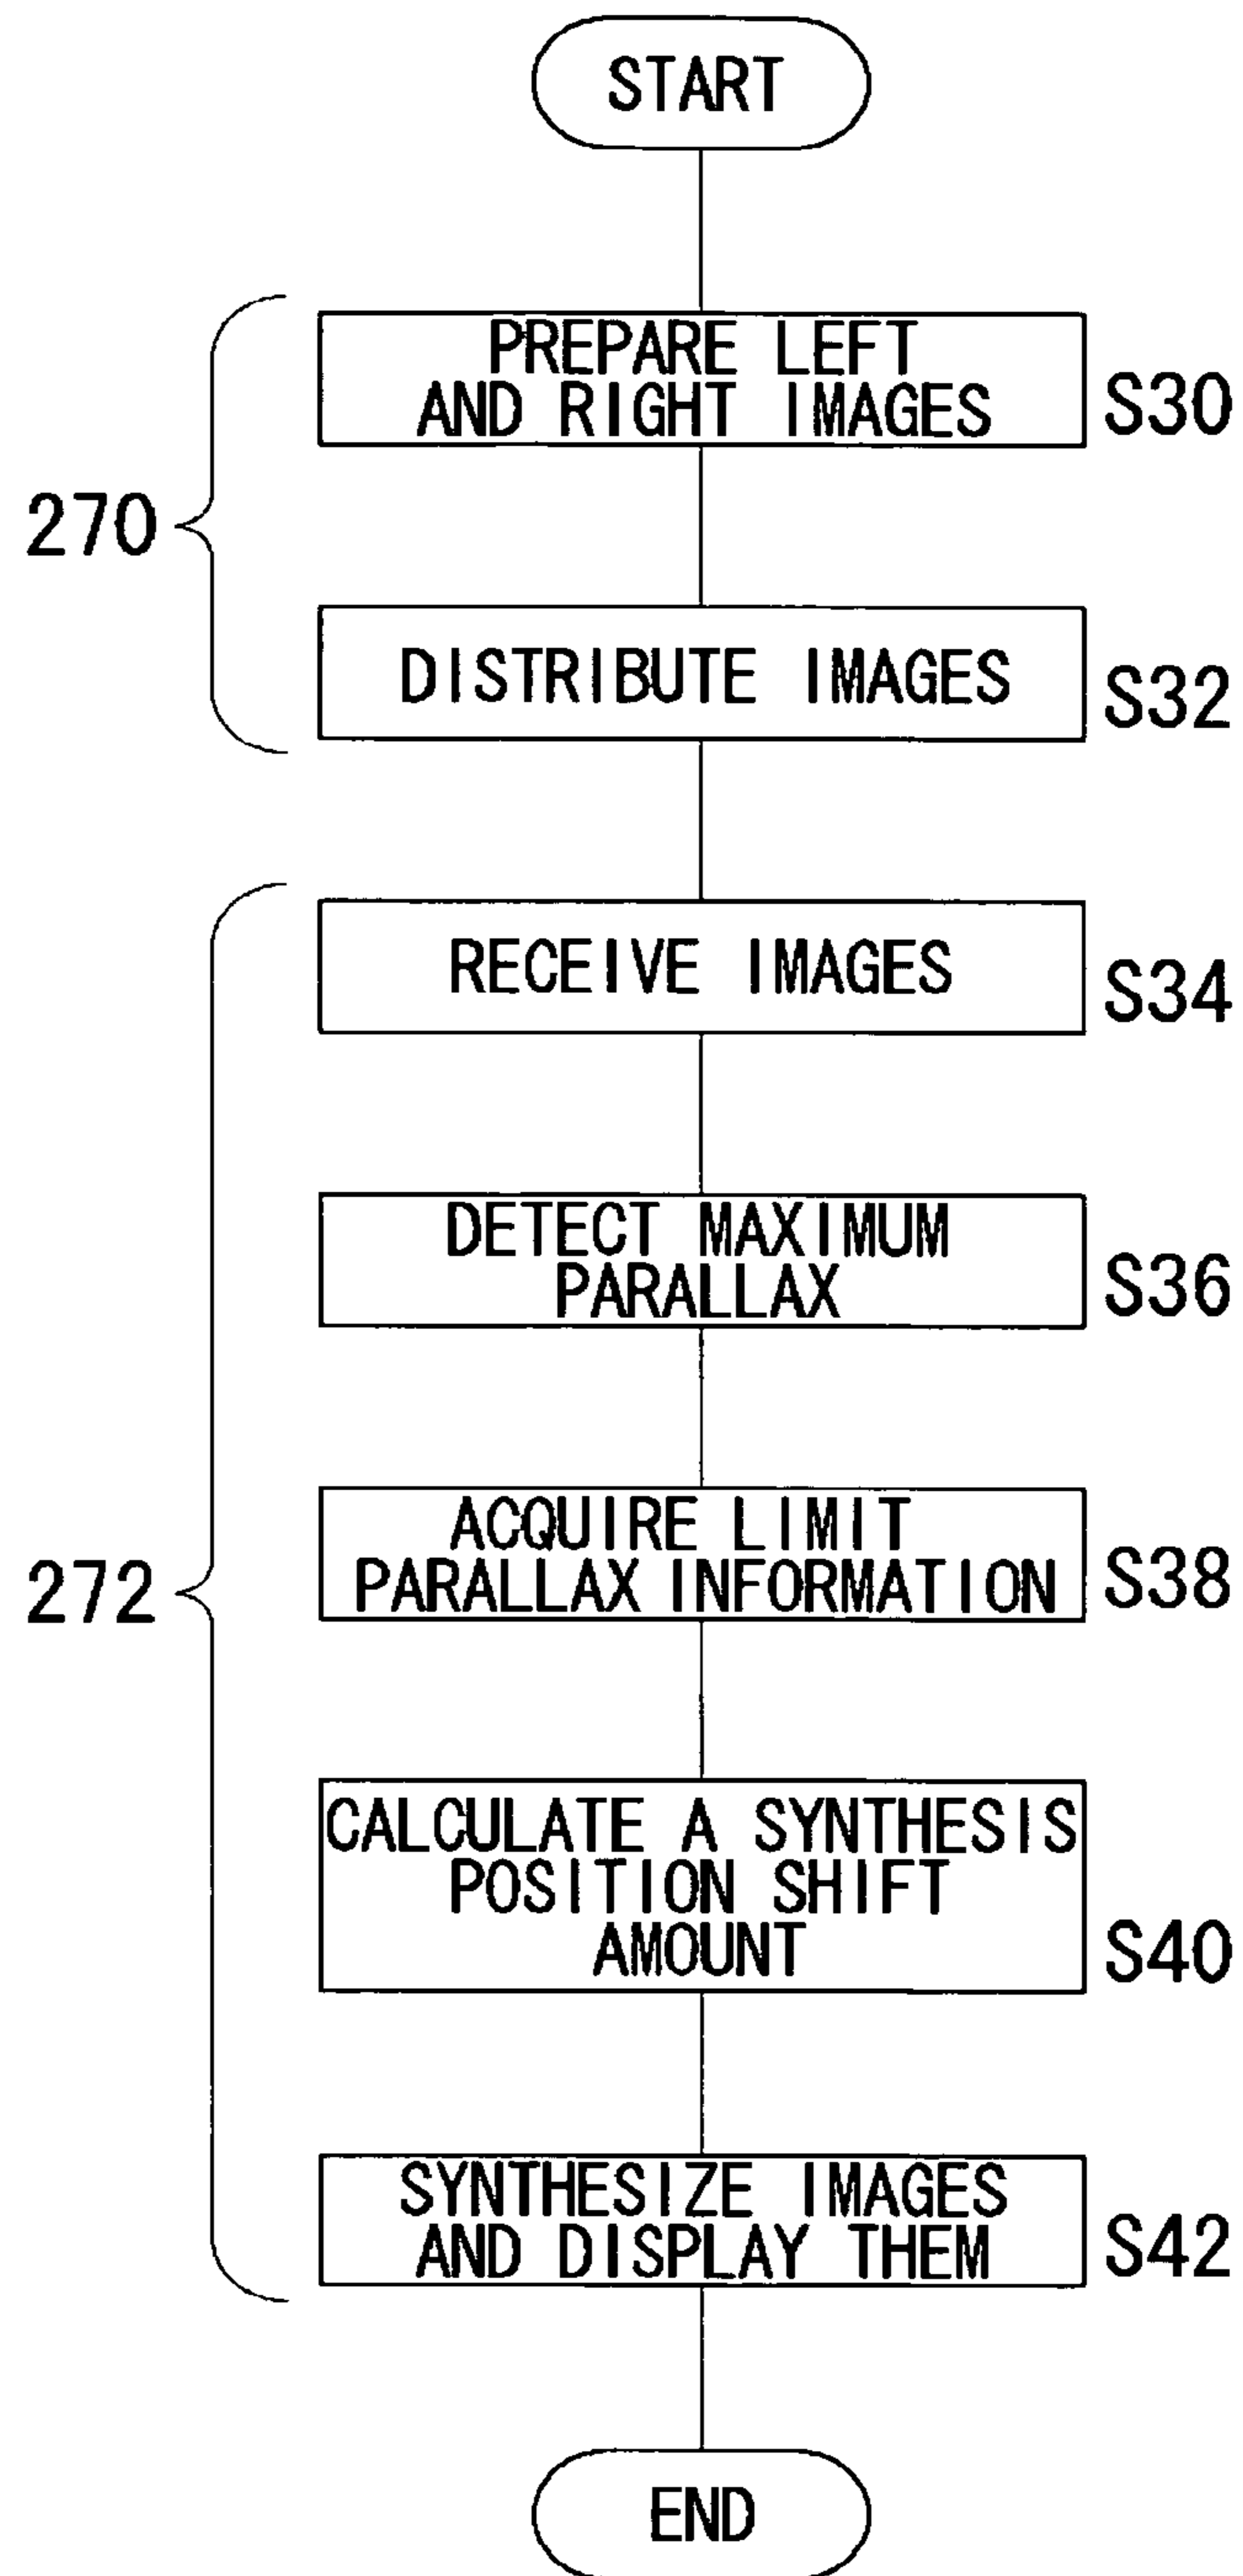 START
PREPARE LEFT
AND RIGHT IMAGES
S30
270
DISTRIBUTE IMAGES
S32
RECEIVE IMAGES
S34
DETECT MAXIMUM
PARALLAX
S36
ACQUIRE LIMIT
PARALLAX INFORMATION
S38
272
CALCULATE A SYNTHESIS
POSITION SHIFT
AMOUNT
S40
SYNTHESIZE IMAGES
AND DISPLAY THEM
S42
END